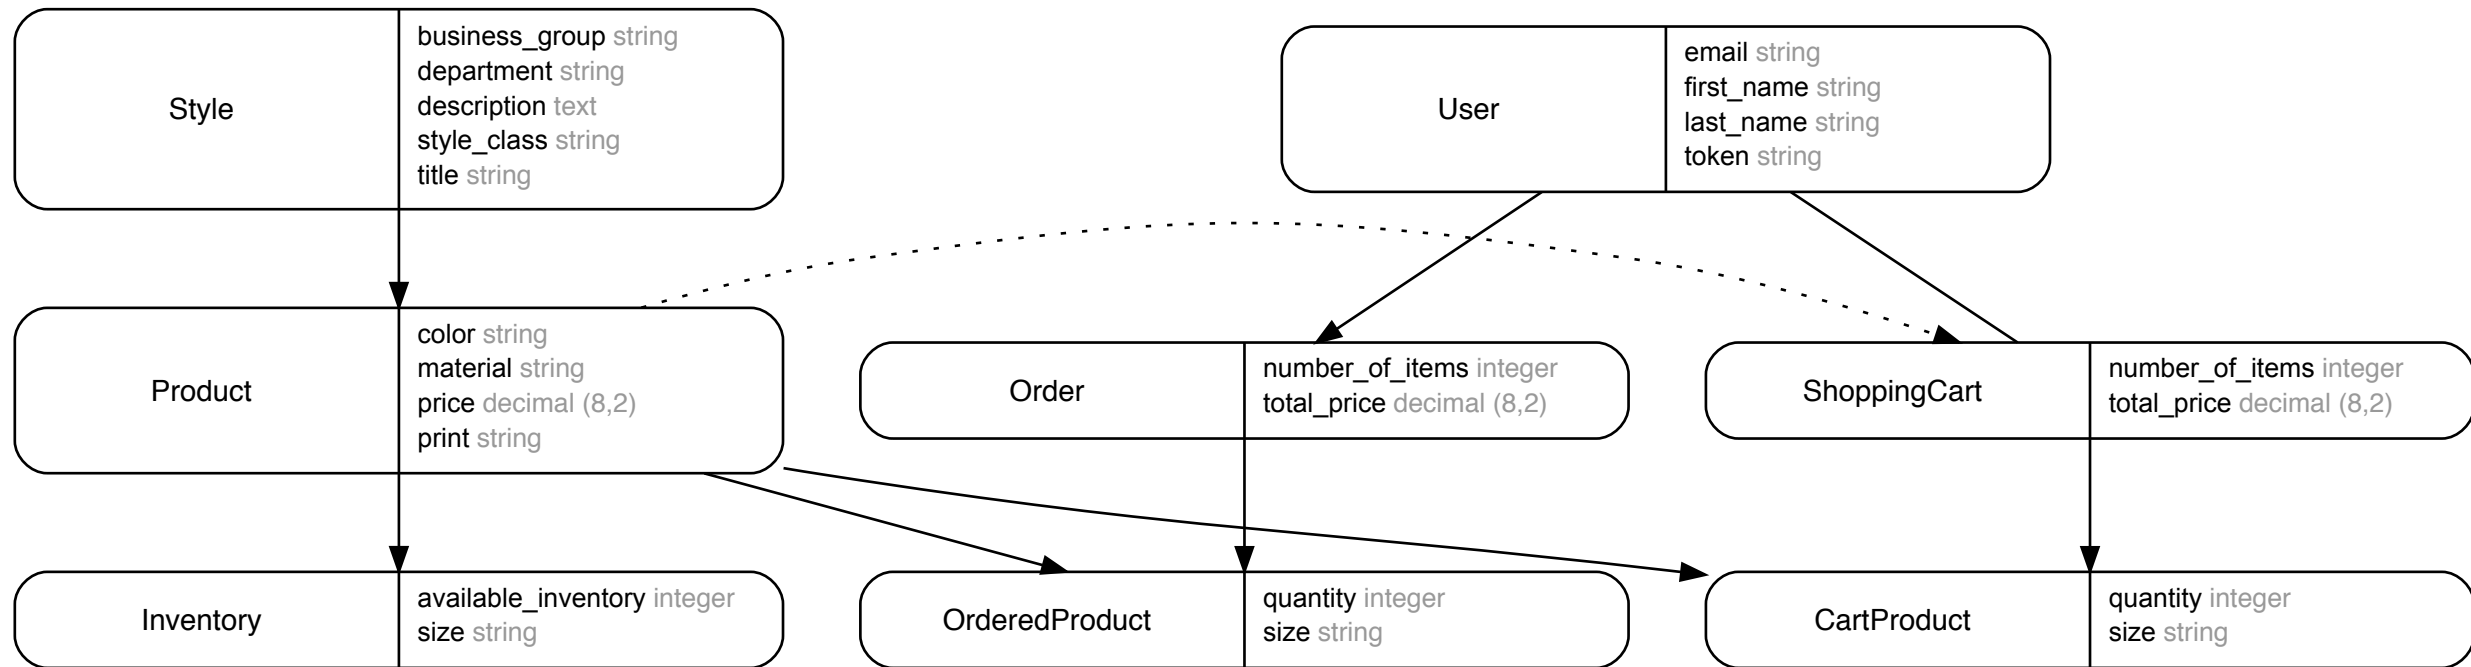 Style
business_group string
department string
description text
style_class string
title string
User
email string
first_name string
last_name string
token string
Product
color string
material string
price decimal (8,2)
print string
Order
number_of_items integer
total_price decimal (8,2)
ShoppingCart
number_of_items integer
total_price decimal (8,2)
Inventory
available_inventory integer
size string
OrderedProduct
quantity integer
size string
CartProduct
quantity integer
size string